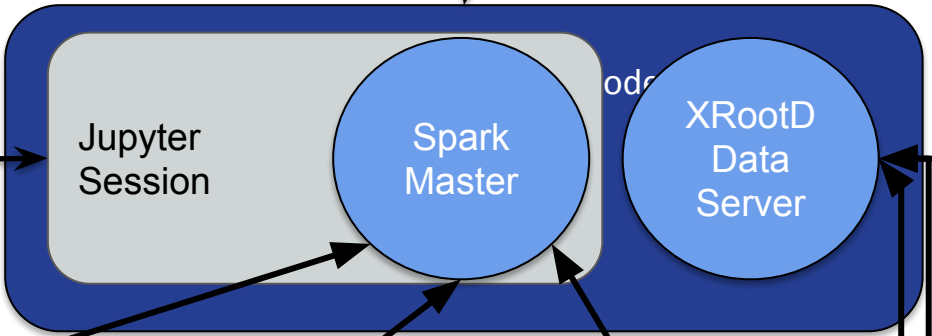 Jupyter
Session
Spark
Master
XRootD
Data
Server